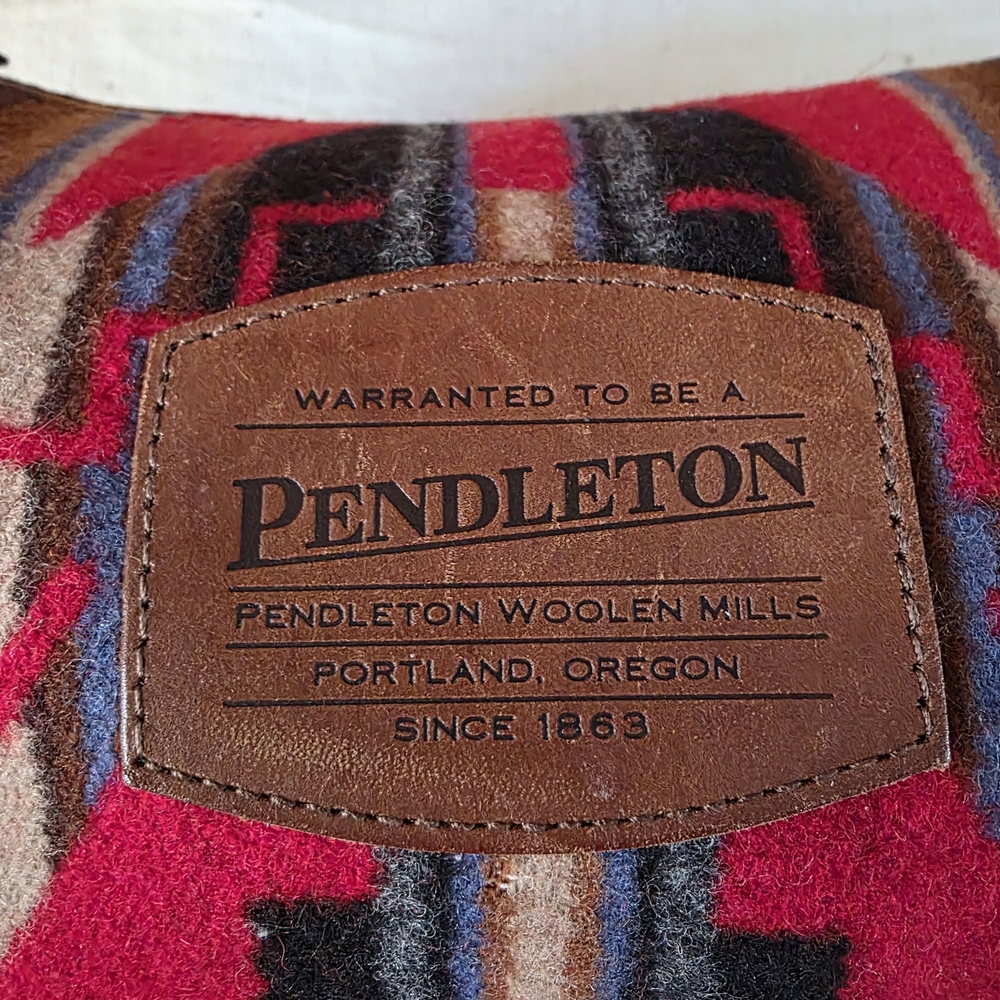 WARRANTED TO BE A
PENDLETON
PENDLETON WOOLEN MILLS
PORTLAND, OREGON
SINCE 1863